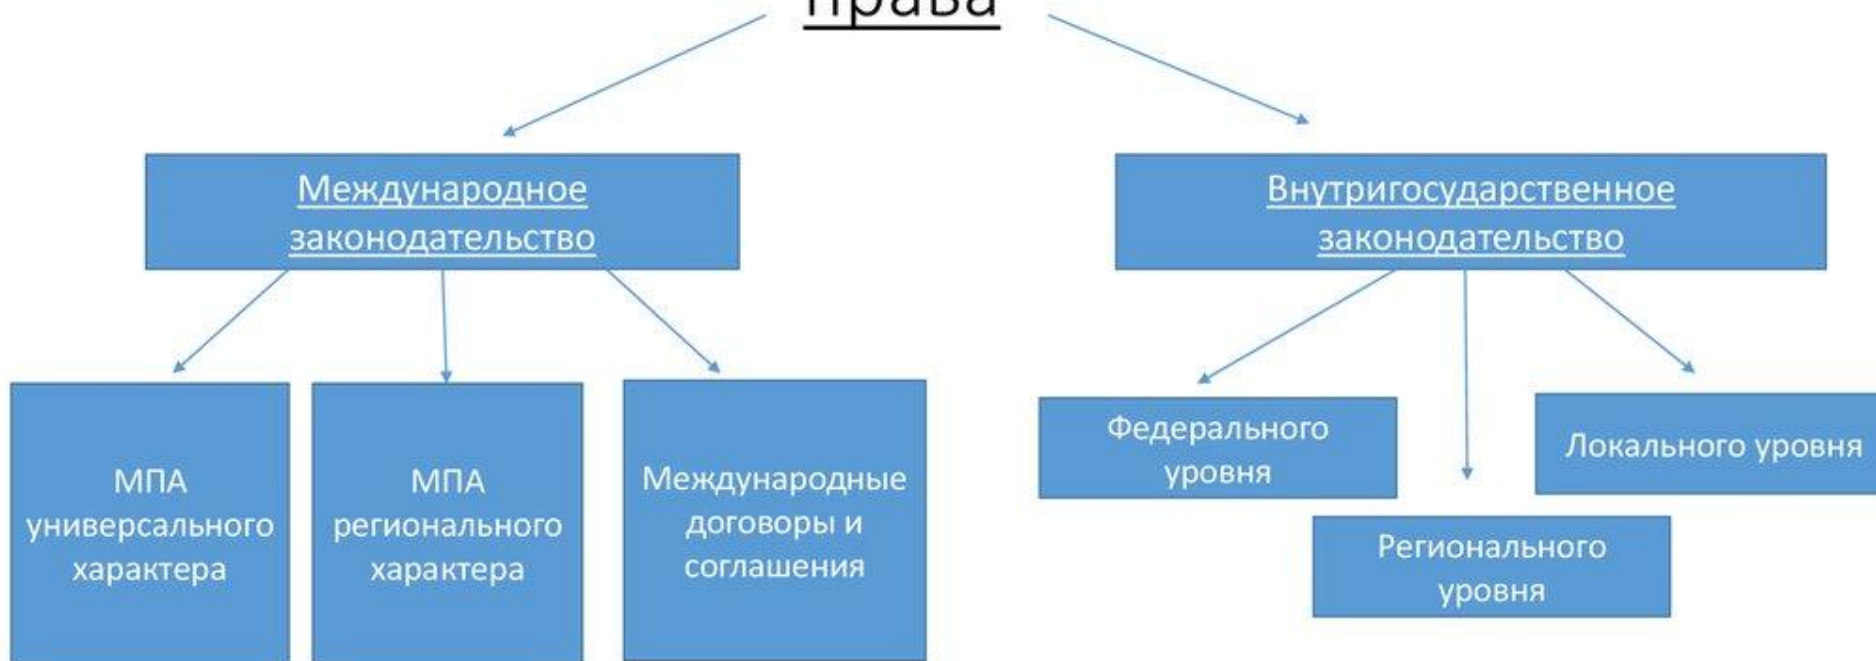 права
Международное
законодательство
Внутригосударственное
законодательство
МПА
универсального
характера
МПА
регионального
характера
Международные
договоры и
соглашения
Федерального
уровня
Регионального
уровня
Локального уровня